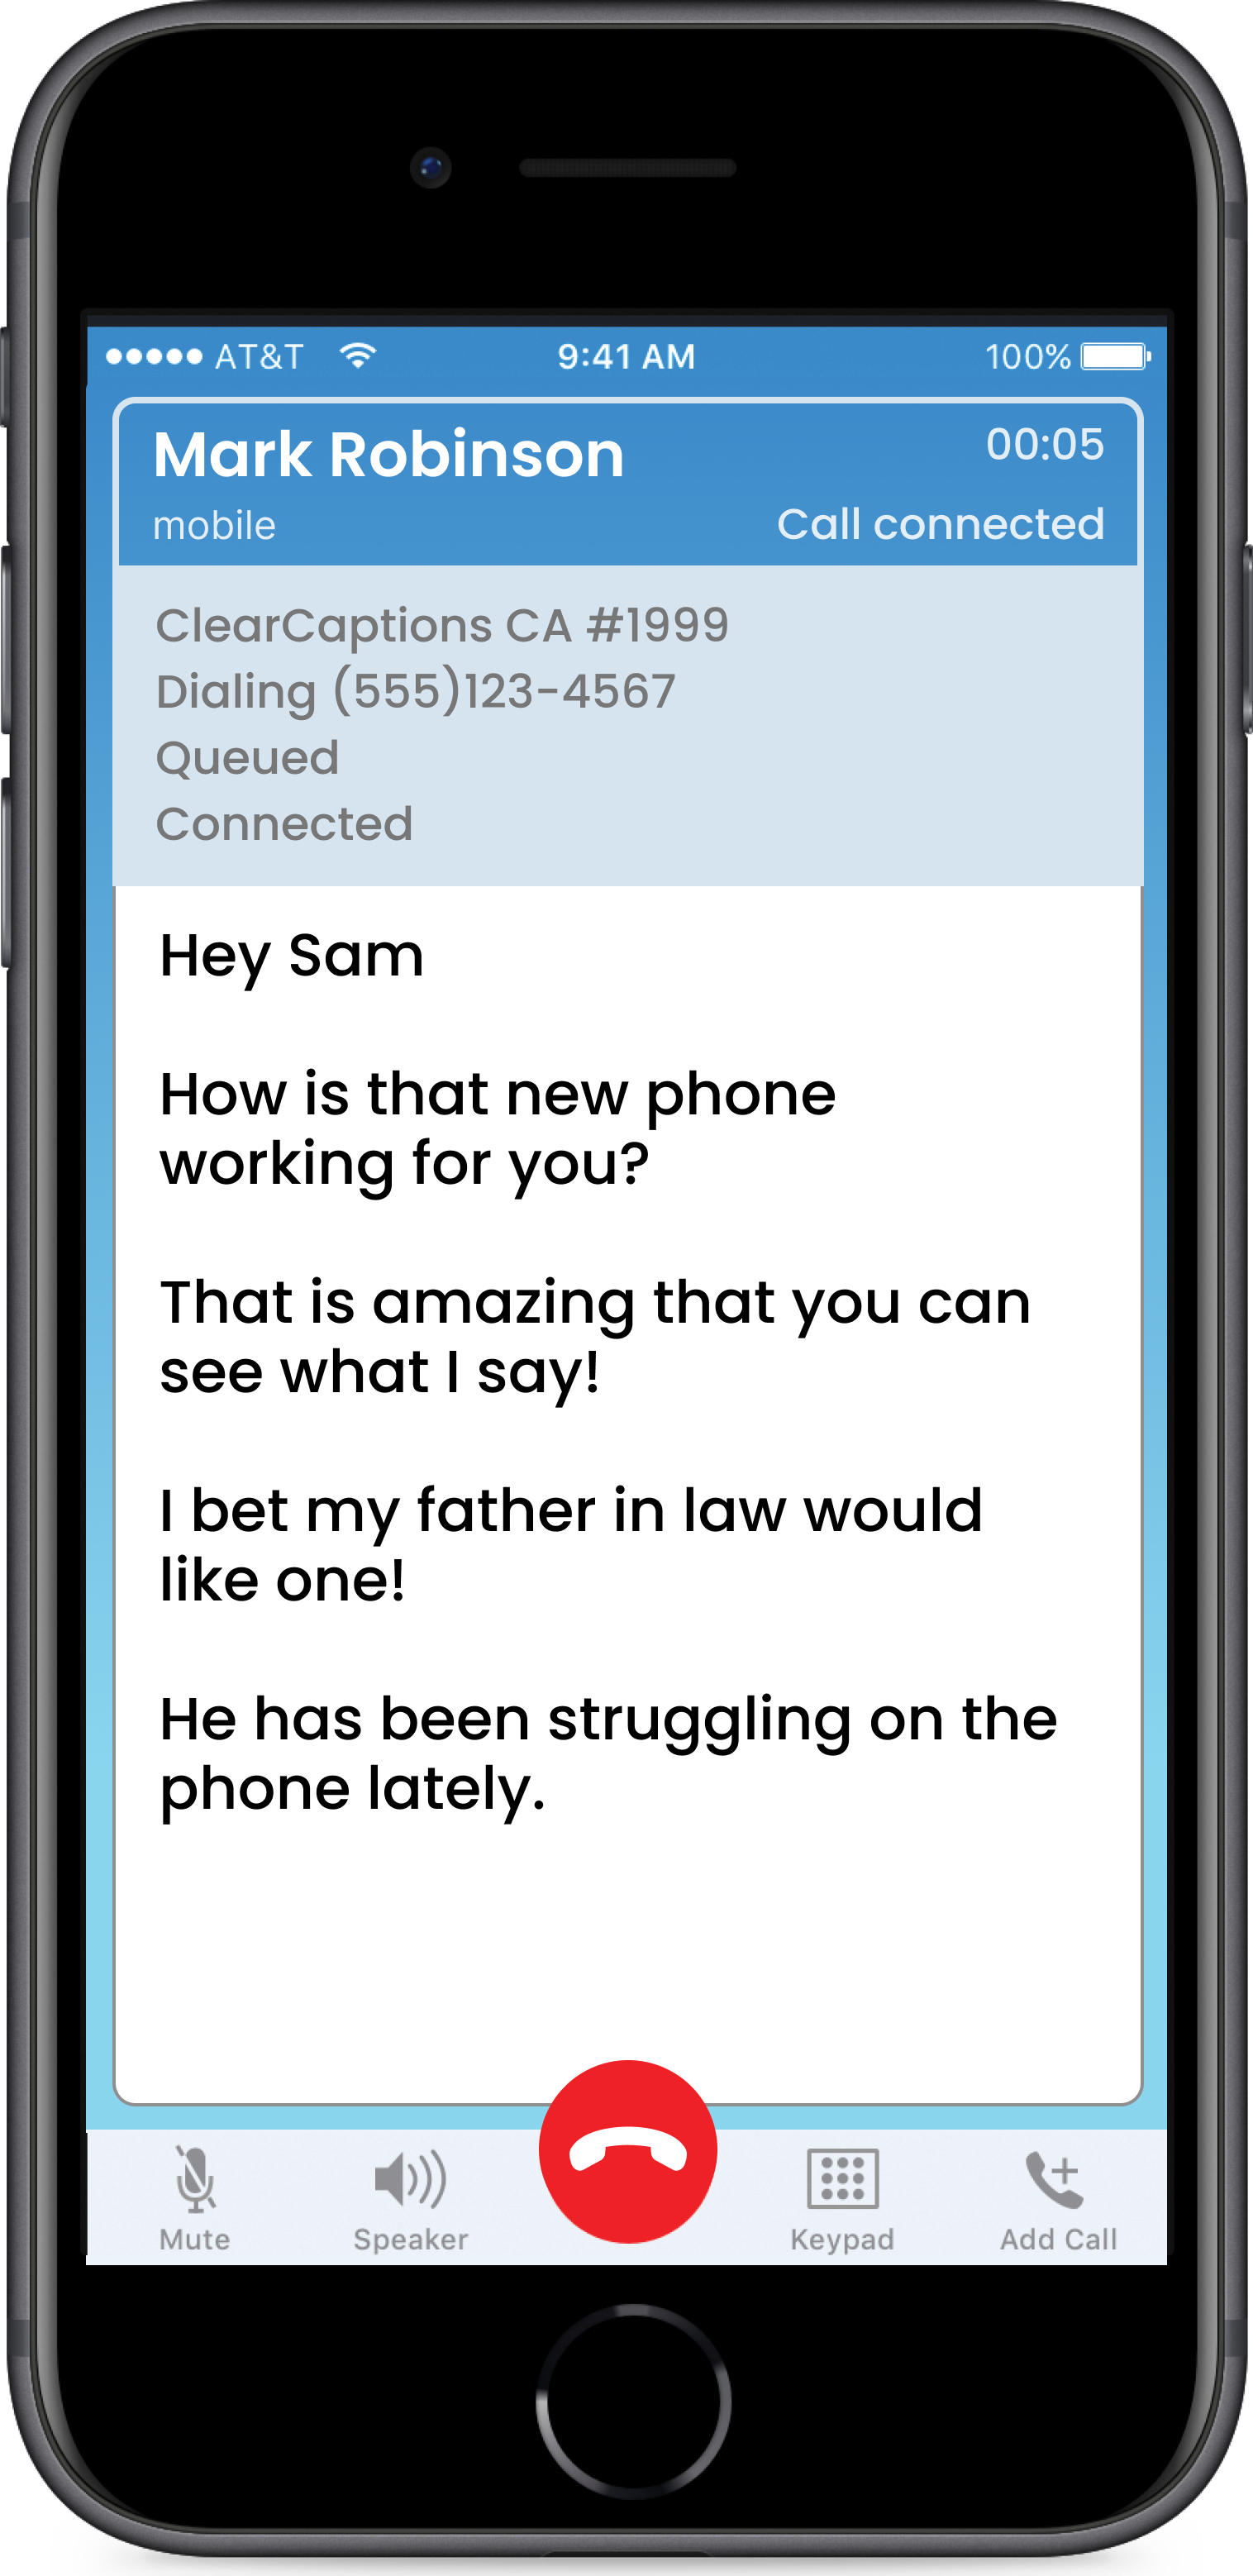 AT&T 9:41 AM 100%
Mark Robinson 00:05
mobile Call connected
ClearCaptions CA #1999
Dialing (555)123-4567
Queued
Connected
Hey Sam
How is that new phone
working for you?
That is amazing that you can
see what I say!
I bet my father in law would
like one!
He has been struggling on the
phone lately.
Mute Speaker Keypad Add Call